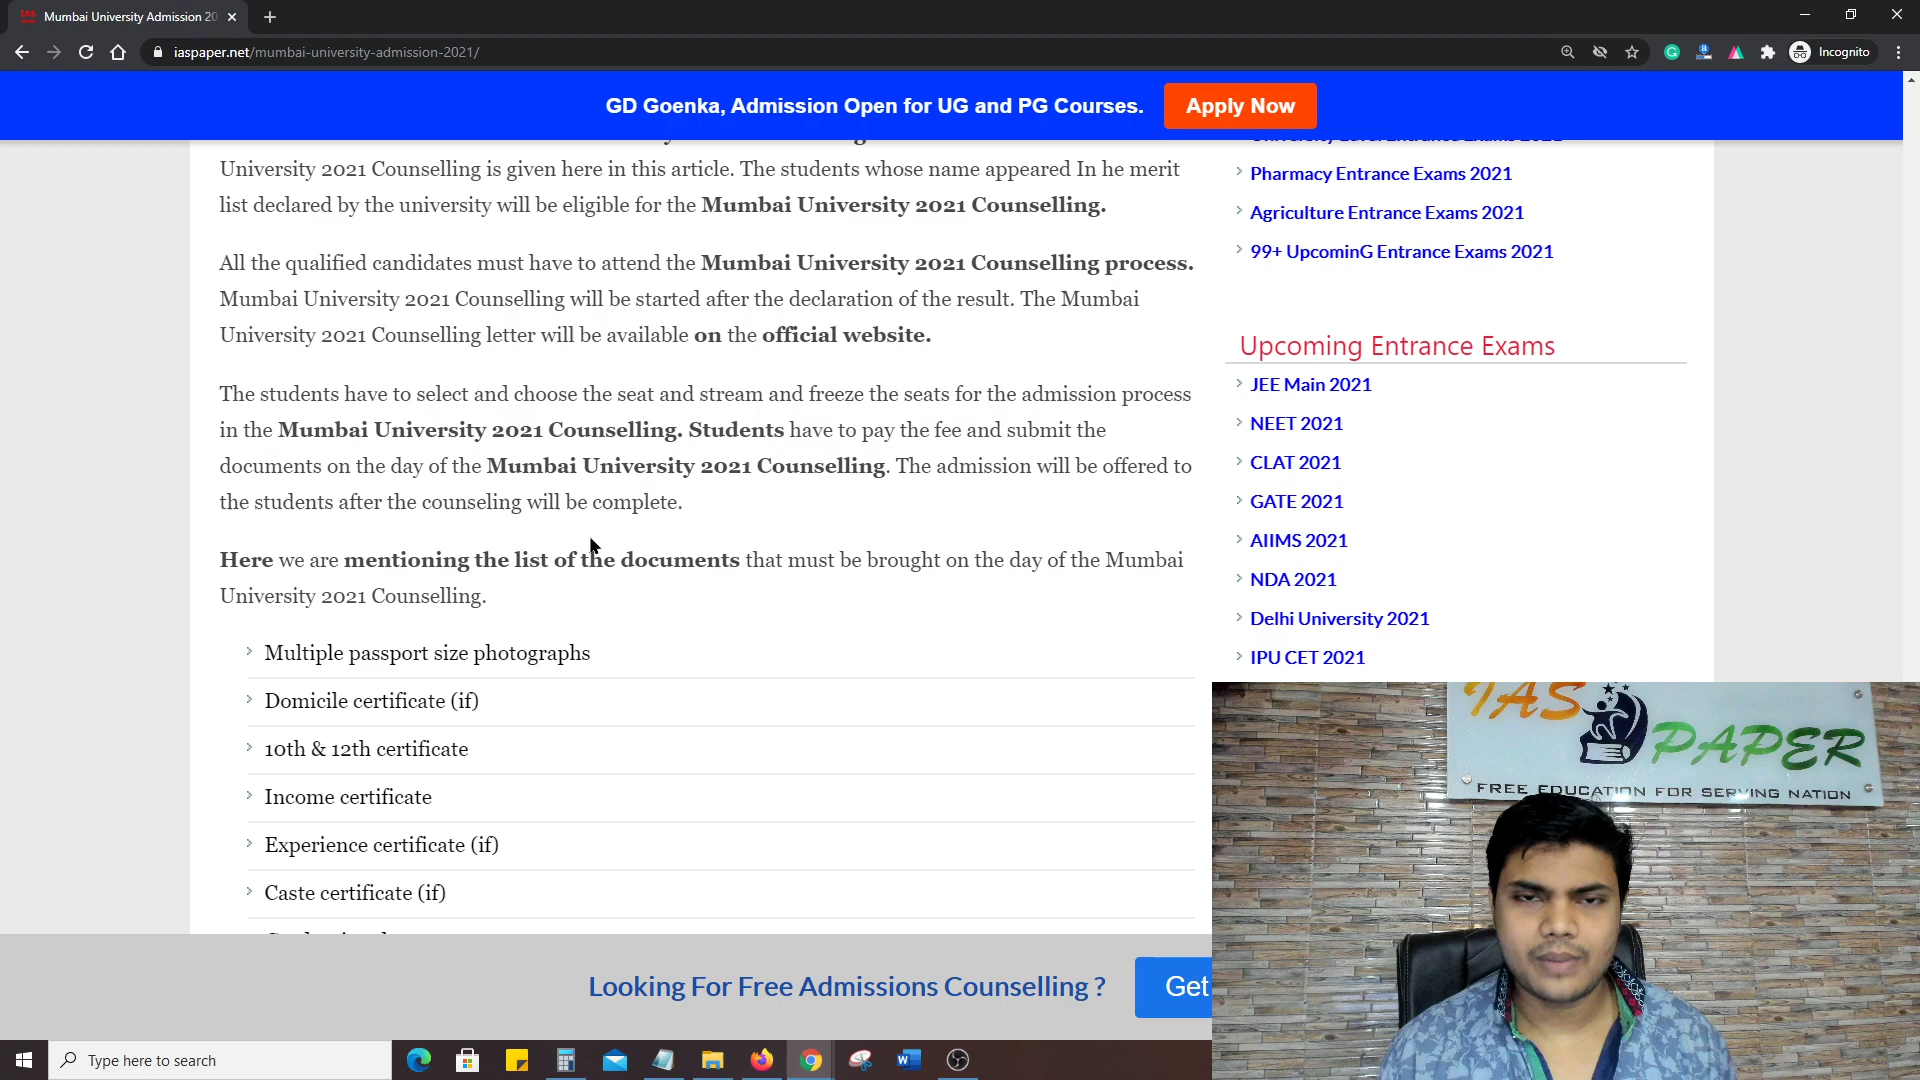 Mumbai University Admission 20
iaspaper.net/mumbai-university-admission-2021/
Incognito
GD Goenka, Admission Open for UG and PG Courses.
Apply Now
University 2021 Counselling is given here in this article. The students whose name appeared In he merit
list declared by the university will be eligible for the Mumbai University 2021 Counselling.
All the qualified candidates must have to attend the Mumbai University 2021 Counselling process.
Mumbai University 2021 Counselling will be started after the declaration of the result. The Mumbai
University 2021 Counselling letter will be available on the official website.
The students have to select and choose the seat and stream and freeze the seats for the admission process
in the Mumbai University 2021 Counselling. Students have to pay the fee and submit the
documents on the day of the Mumbai University 2021 Counselling. The admission will be offered to
the students after the counseling will be complete.
Here we are mentioning the list of the documents that must be brought on the day of the Mumbai
University 2021 Counselling.
Multiple passport size photographs
Domicile certificate (if)
10th & 12th certificate
Income certificate
Experience certificate (if)
Caste certificate (if)
Pharmacy Entrance Exams 2021
Agriculture Entrance Exams 2021
99+ UpcominG Entrance Exams 2021
Upcoming Entrance Exams
JEE Main 2021
NEET 2021
CLAT 2021
GATE 2021
AIIMS 2021
NDA 2021
Delhi University 2021
IPU CET 2021
IAS
PAPER
FREE EDUCATION FOR SERVING NATION
Looking For Free Admissions Counselling ?
Get
Type here to search